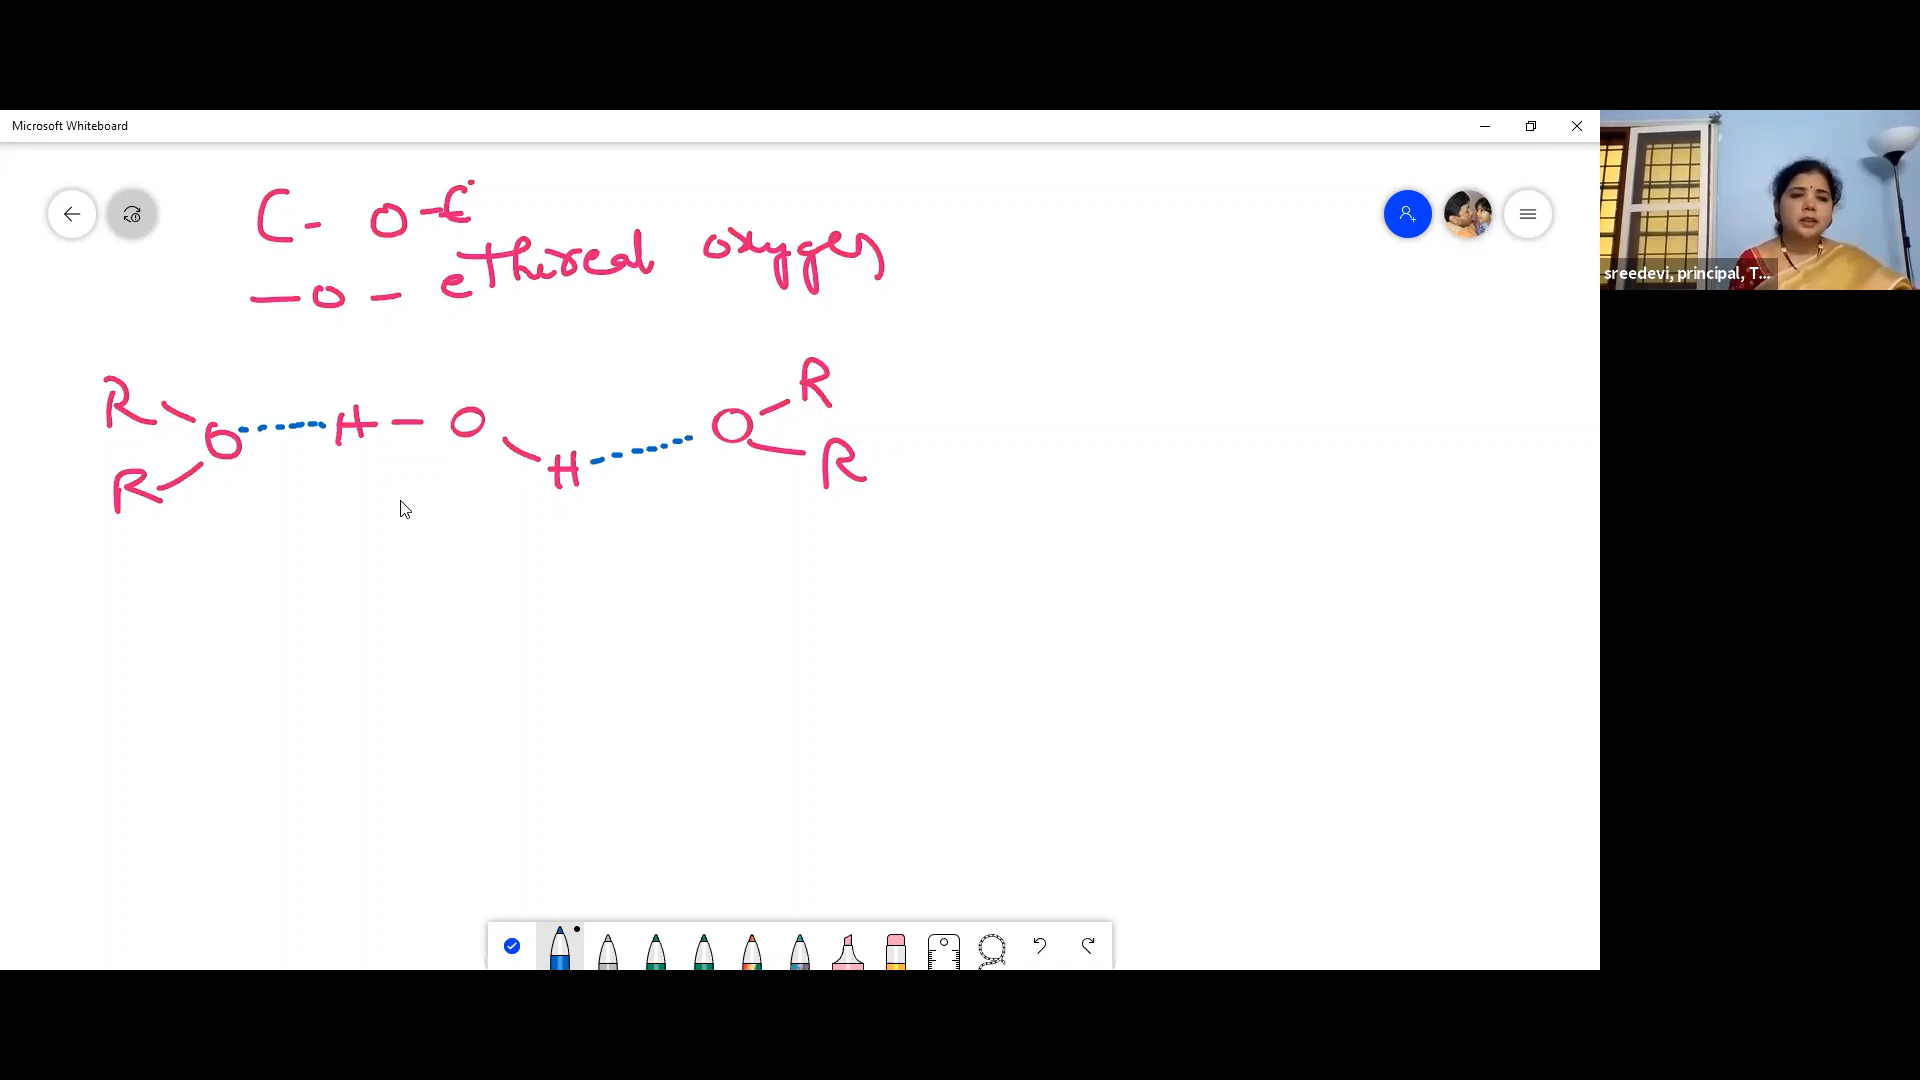 Microsoft Whiteboard
C - O - C
- O - ethereal oxygen
sreedevi, principal, T...
R R
O H - O O
R H R